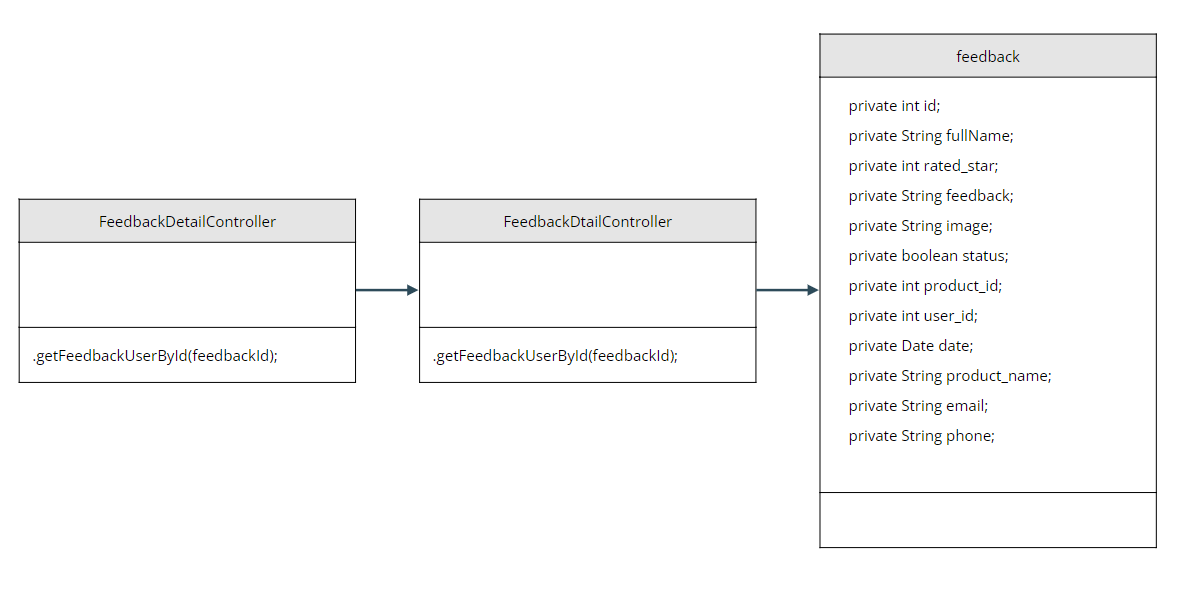 FeedbackDetailController
.getFeedbackUserById(feedbackId);
FeedbackDtailController
.getFeedbackUserById(feedbackId);
feedback
private int id;
private String fullName;
private int rated_star;
private String feedback;
private String image;
private boolean status;
private int product_id;
private int user_id;
private Date date;
private String product_name;
private String email;
private String phone;